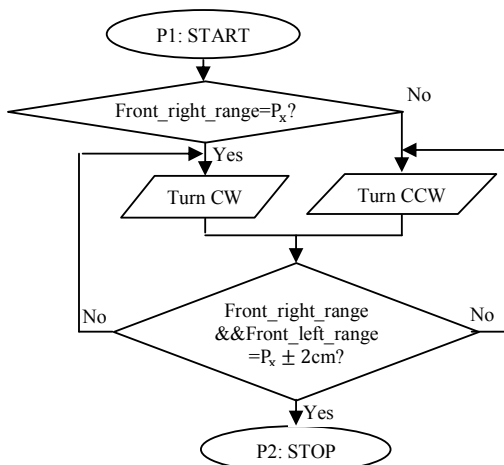 P1: START
Front_right_range=Px?
No
Yes
Turn CW
Turn CCW
Front_right_range
&&Front_left_range
=Px ± 2cm?
No
No
Yes
P2: STOP